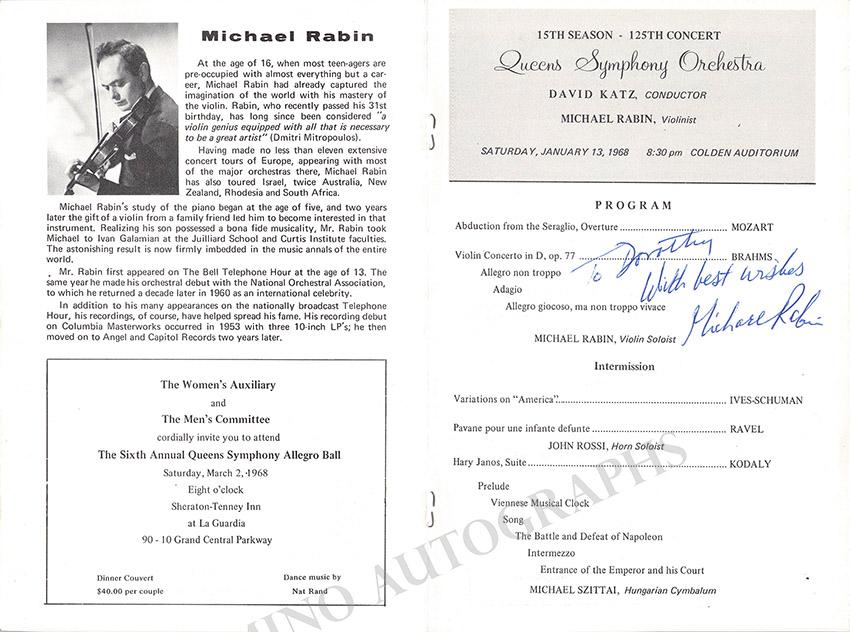 Michael Rabin
At the age of 16, when most teen-agers are
pre-occupied with almost everything but a car-
eer, Michael Rabin had already captured the
imagination of the world with his mastery of
the violin. Rabin, who recently passed his 31st
birthday, has long since been considered "a
violin genius equipped with all that is necessary
to be a great artist" (Dmitri Mitropoulos).
Having made no less than eleven extensive
concert tours of Europe, appearing with most
of the major orchestras there, Michael Rabin
has also toured Israel, twice Australia, New
Zealand, Rhodesia and South Africa.
Michael Rabin's study of the piano began at the age of five, and two years
later the gift of a violin from a family friend led him to become interested in that
instrument. Realizing his son possessed a bona fide musicality, Mr. Rabin took
Michael to Ivan Galamian at the Juilliard School and Curtis Institute faculties.
The astonishing result is now firmly imbedded in the music annals of the entire
world.
Mr. Rabin first appeared on The Bell Telephone Hour at the age of 13. The
same year he made his orchestral debut with the National Orchestral Association,
to which he returned a decade later in 1960 as an international celebrity.
In addition to his many appearances on the nationally broadcast Telephone
Hour, his recordings, of course, have helped spread his fame. His recording debut
on Columbia Masterworks occurred in 1953 with three 10-inch LP's; he then
moved on to Angel and Capitol Records two years later.
The Women's Auxiliary
and
The Men's Committee
cordially invite you to attend
The Sixth Annual Queens Symphony Allegro Ball
Saturday, March 2, 1968
Eight o'clock
Sheraton-Tenney Inn
at La Guardia
90 - 10 Grand Central Parkway
Dinner Couvert Dance music by
$40.00 per couple Nat Rand
15TH SEASON - 125TH CONCERT
Queens Symphony Orchestra
DAVID KATZ, CONDUCTOR
MICHAEL RABIN, Violinist
SATURDAY, JANUARY 13, 1968 8:30 pm COLDEN AUDITORIUM
PROGRAM
Abduction from the Seraglio, Overture MOZART
Violin Concerto in D, op. 77 BRAHMS
Allegro non troppo
Adagio
Allegro giocoso, ma non troppo vivace
To Dorothy
With best wishes
Michael Rabin
MICHAEL RABIN, Violin Soloist
Intermission
Variations on "America" IVES-SCHUMAN
Pavane pour une infante defunte RAVEL
JOHN ROSSI, Horn Soloist
Hary Janos, Suite KODALY
Prelude
Viennese Musical Clock
Song
The Battle and Defeat of Napoleon
Intermezzo
Entrance of the Emperor and his Court
MICHAEL SZITTAI, Hungarian Cymbalum
MINO AUTOGRAPHS